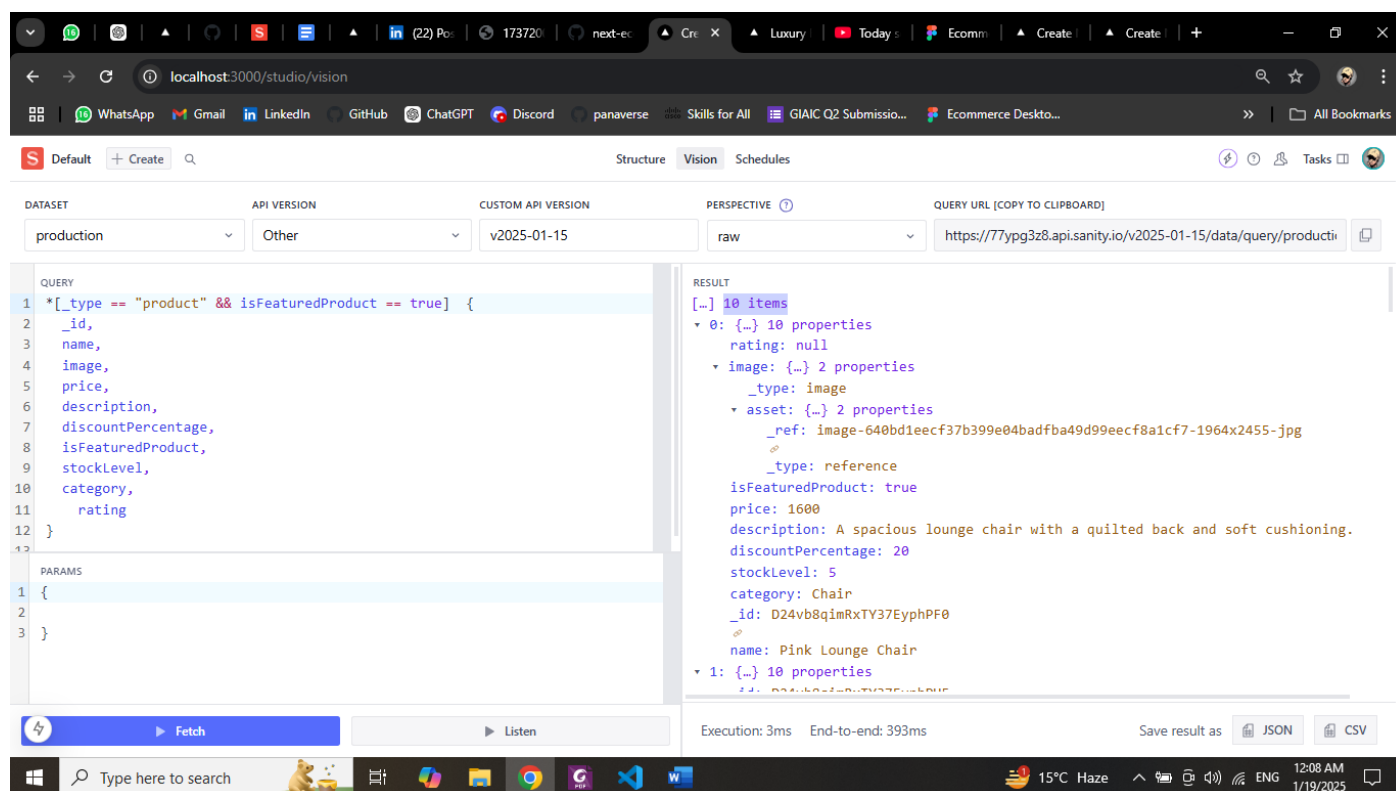 (22) Pos
173720
next-ec
Cre
Luxury
Today s
Ecomm
Create
Create
localhost:3000/studio/vision
WhatsApp Gmail LinkedIn GitHub ChatGPT Discord panaverse Skills for All GIAIC Q2 Submissio... Ecommerce Deskto... » All Bookmarks
S Default + Create Structure Vision Schedules Tasks
DATASET API VERSION CUSTOM API VERSION PERSPECTIVE QUERY URL [COPY TO CLIPBOARD]
production Other v2025-01-15 raw https://77ypg3z8.api.sanity.io/v2025-01-15/data/query/producti
QUERY
1 *[_type == "product" && isFeaturedProduct == true] {
2 _id,
3 name,
4 image,
5 price,
6 description,
7 discountPercentage,
8 isFeaturedProduct,
9 stockLevel,
10 category,
11 rating
12 }
13
PARAMS
1 {
2
3 }
Fetch Listen
RESULT
[…] 10 items
0: {…} 10 properties
rating: null
image: {…} 2 properties
_type: image
asset: {…} 2 properties
_ref: image-640bd1eecf37b399e04badfba49d99eecf8a1cf7-1964x2455-jpg
_type: reference
isFeaturedProduct: true
price: 1600
description: A spacious lounge chair with a quilted back and soft cushioning.
discountPercentage: 20
stockLevel: 5
category: Chair
_id: D24vb8qimRxTY37EyphPF0
name: Pink Lounge Chair
1: {…} 10 properties
Execution: 3ms End-to-end: 393ms Save result as JSON CSV
Type here to search 15°C Haze ENG 12:08 AM
1/19/2025